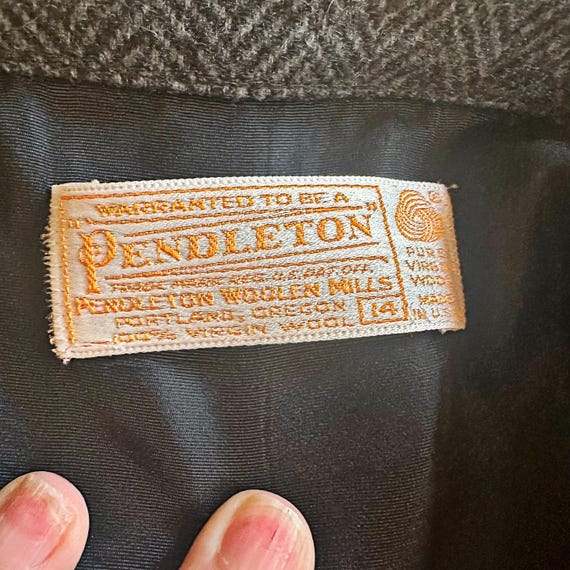 "WARRANTED TO BE A
PENDLETON"
TRADE MARK REG. U.S. PAT. OFF.
PENDLETON WOOLEN MILLS
PORTLAND, OREGON
100% VIRGIN WOOL
14
®
PURE
VIRGIN
WOOL
MADE
IN U.S